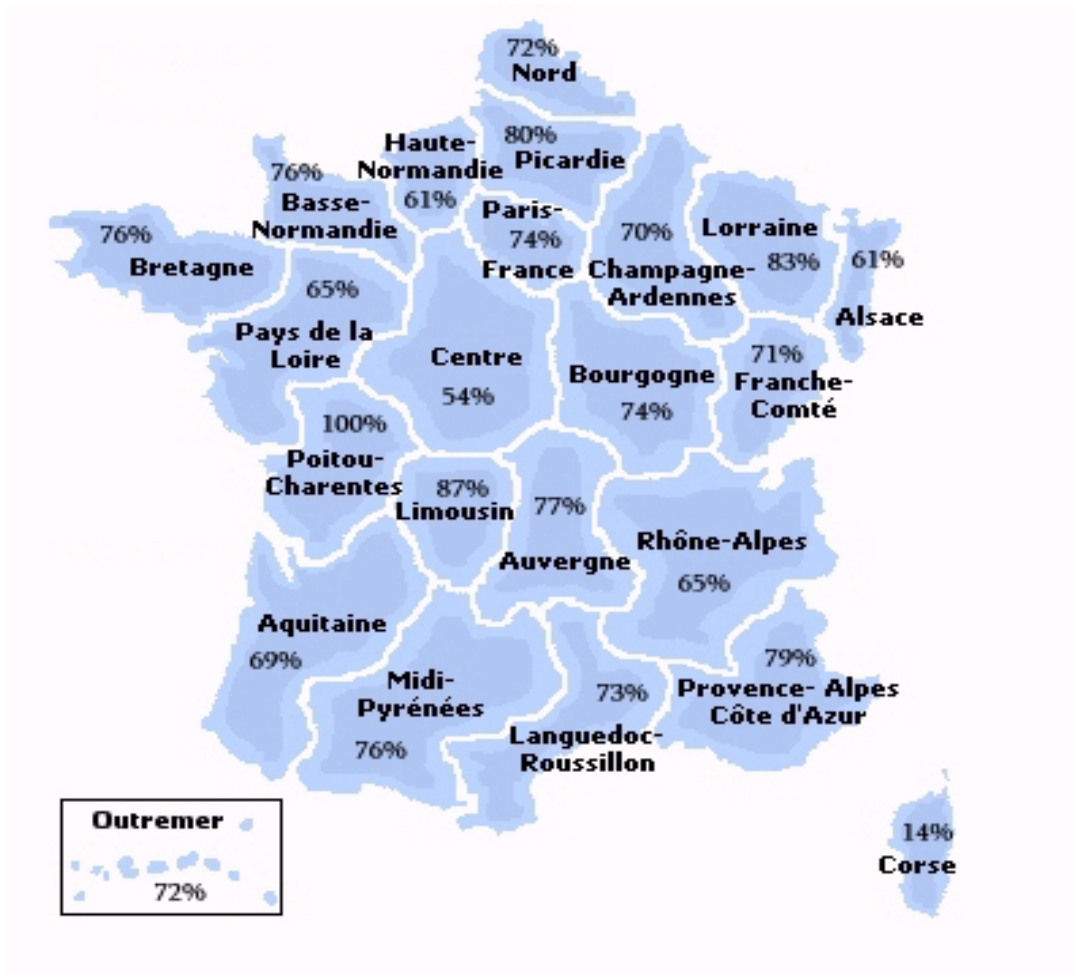 72%
Nord
80%
Picardie
Haute-
Normandie
61%
76%
Basse-
Normandie
Paris-
74%
France
70%
Champagne-
Ardennes
Lorraine
83%
61%
Alsace
76%
Bretagne
65%
Pays de la
Loire
Centre
54%
Bourgogne
74%
71%
Franche-
Comté
100%
Poitou-
Charentes
87%
Limousin
77%
Auvergne
Rhône-Alpes
65%
Aquitaine
69%
Midi-
Pyrénées
76%
73%
Languedoc-
Roussillon
79%
Provence- Alpes
Côte d'Azur
Outremer
72%
14%
Corse